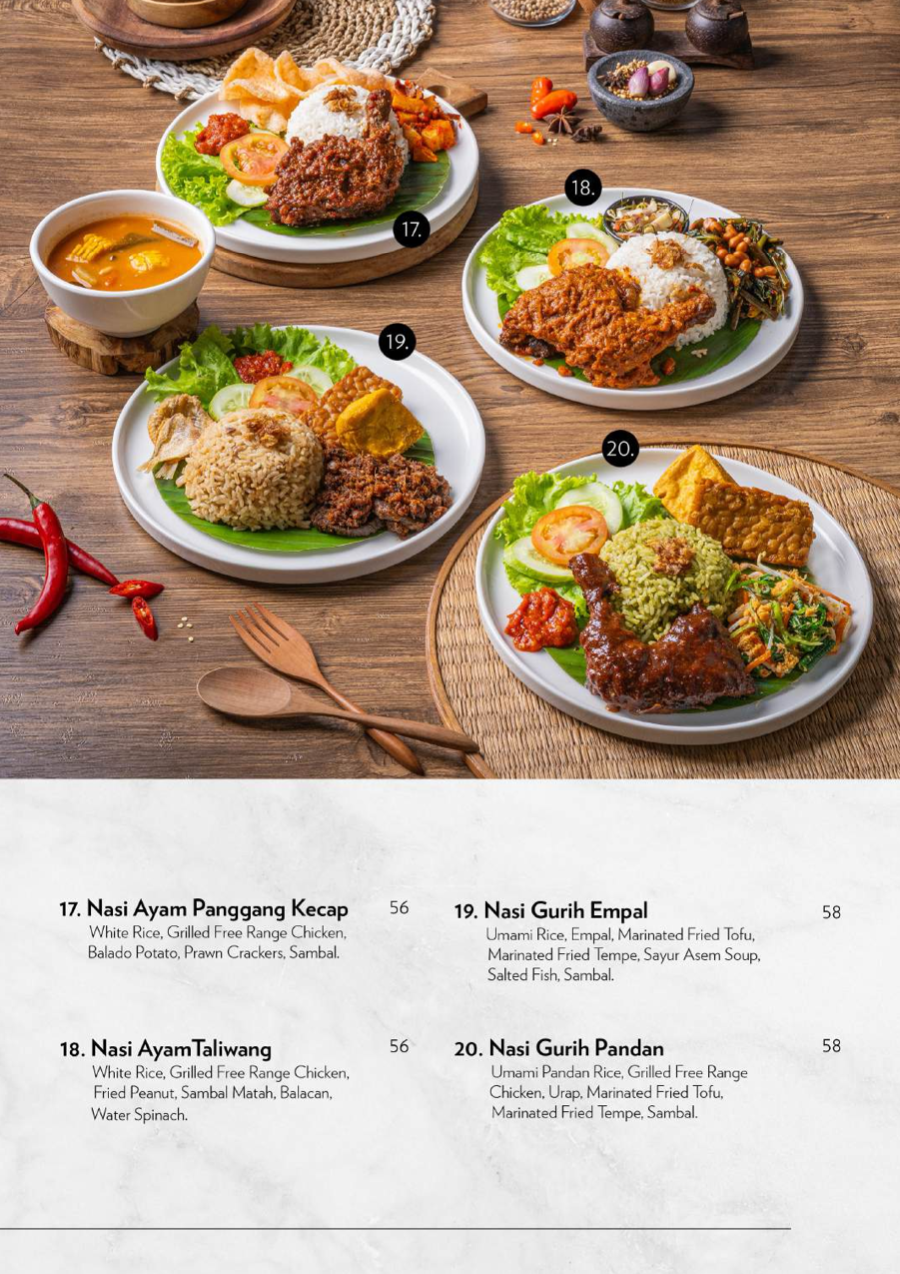 17.
18.
19.
20.
17. Nasi Ayam Panggang Kecap 56
White Rice, Grilled Free Range Chicken,
Balado Potato, Prawn Crackers, Sambal.
18. Nasi AyamTaliwang 56
White Rice, Grilled Free Range Chicken,
Fried Peanut, Sambal Matah, Balacan,
Water Spinach.
19. Nasi Gurih Empal 58
Umami Rice, Empal, Marinated Fried Tofu,
Marinated Fried Tempe, Sayur Asem Soup,
Salted Fish, Sambal.
20. Nasi Gurih Pandan 58
Umami Pandan Rice, Grilled Free Range
Chicken, Urap, Marinated Fried Tofu,
Marinated Fried Tempe, Sambal.